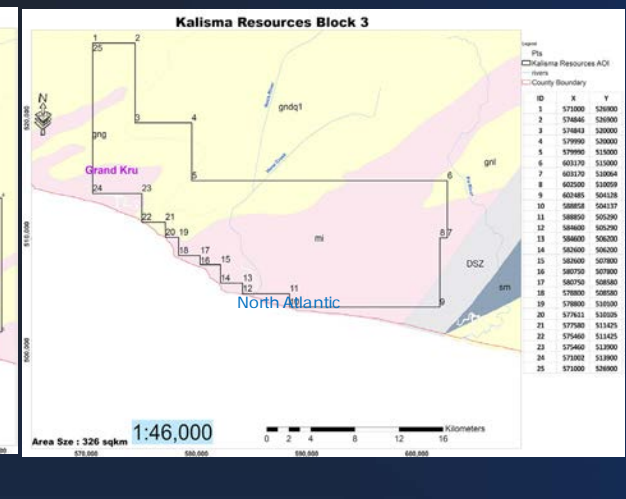 Kalisma Resources Block 3
Legend
Pts
Kalisma Resources AOI
rivers
County Boundary
ID X Y
1 571000 526900
2 574846 526900
3 574843 520000
4 579990 520000
5 579990 515000
6 603170 515000
7 603170 510064
8 602500 510059
9 602485 504128
10 588858 504137
11 588850 505290
12 584600 505290
13 584600 506200
14 582600 506200
15 582600 507800
16 580750 507800
17 580750 508580
18 578800 508580
19 578800 510100
20 577611 510105
21 577580 511425
22 575460 511425
23 575460 513900
24 571002 513900
25 571000 526900
1
2
25
N
gndq1
3
4
gng
gnl
Grand Kru
5
6
24
23
22
21
20 19
mi
8 7
18
17
16
15
DSZ
14
13
12
11
sm
North Atlantic
9
520,000
510,000
500,000
Area Sze : 326 sqkm
1:46,000
Kilometers
0 2 4 8 12 16
570,000 580,000 590,000 600,000